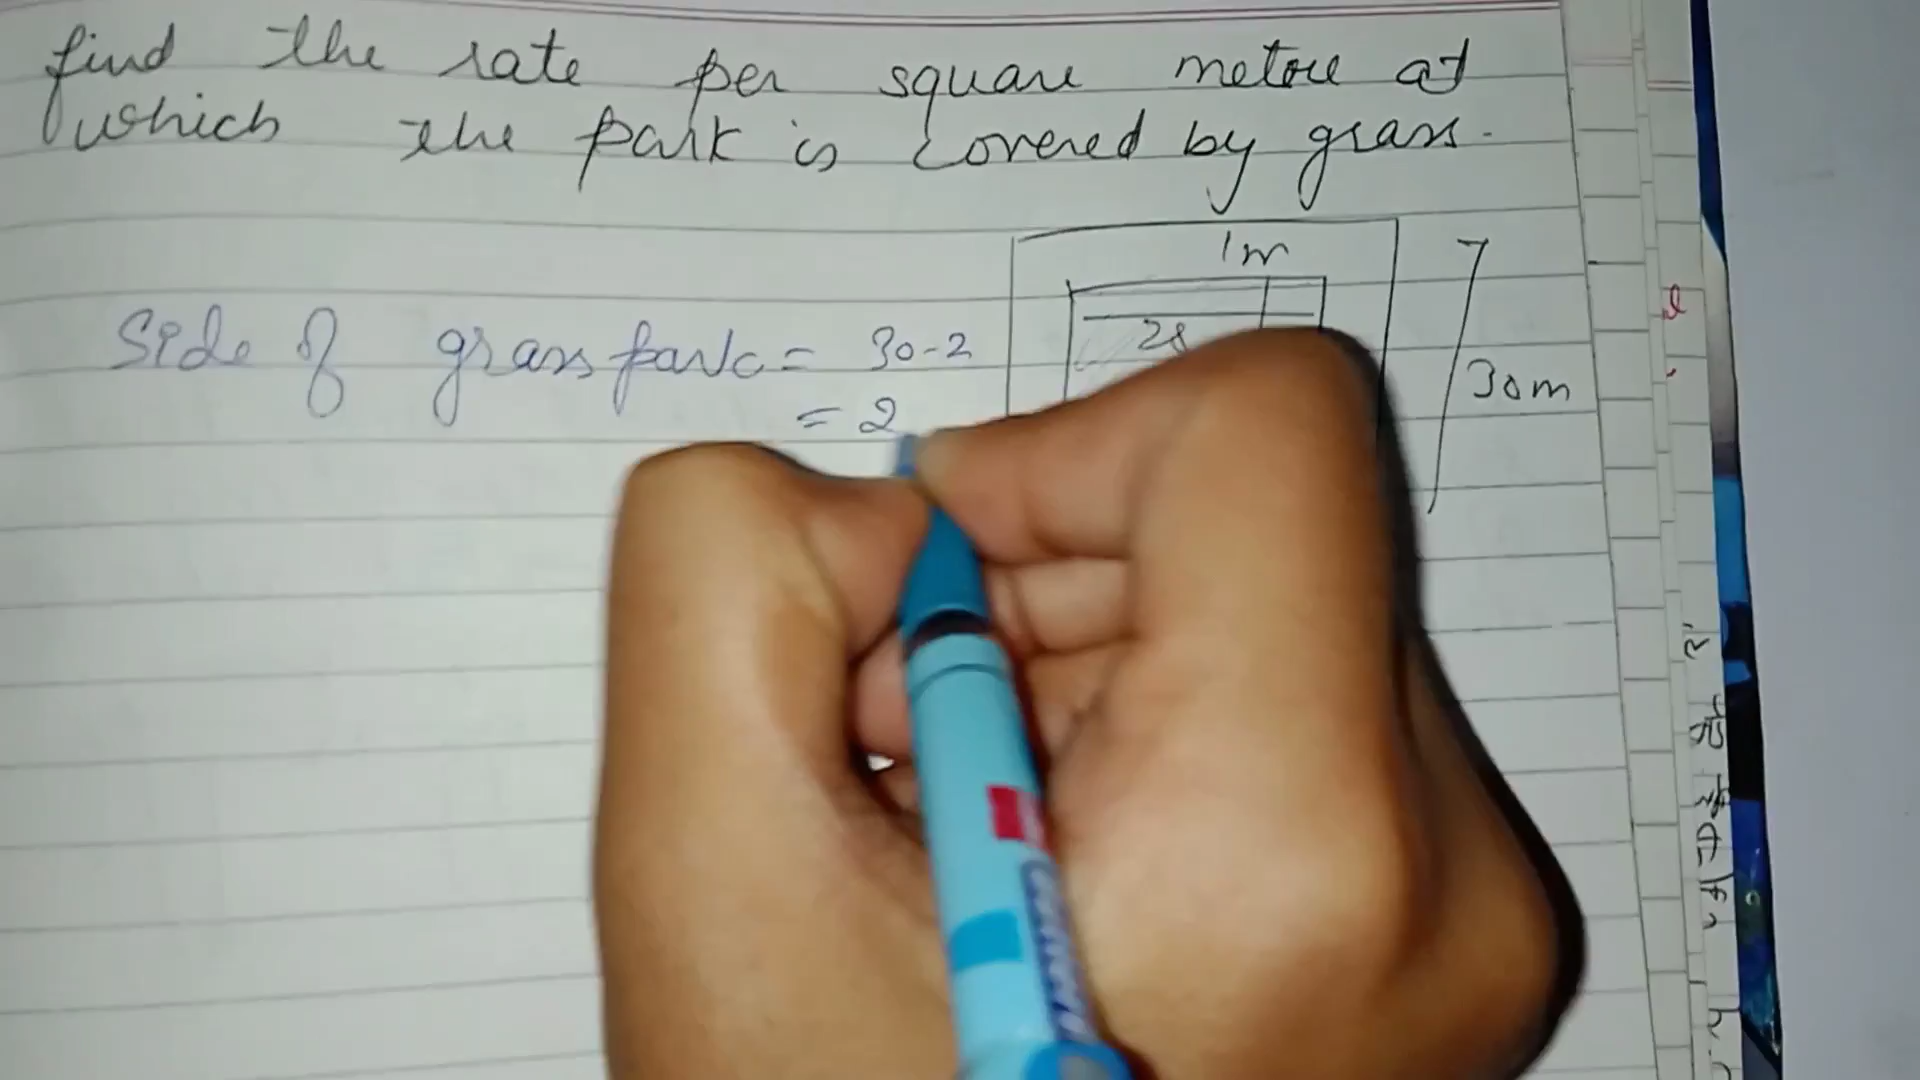 find the rate per square metre at
which the park is covered by grass.
1m
28
Side of grass park = 30-2
30m
= 2